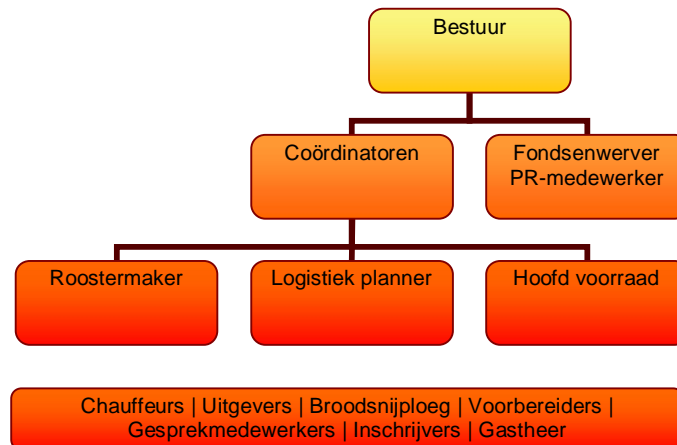 Bestuur
Coördinatoren
Fondsenwerver
PR-medewerker
Roostermaker
Logistiek planner
Hoofd voorraad
Chauffeurs | Uitgevers | Broodsnijploeg | Voorbereiders |
Gesprekmedewerkers | Inschrijvers | Gastheer